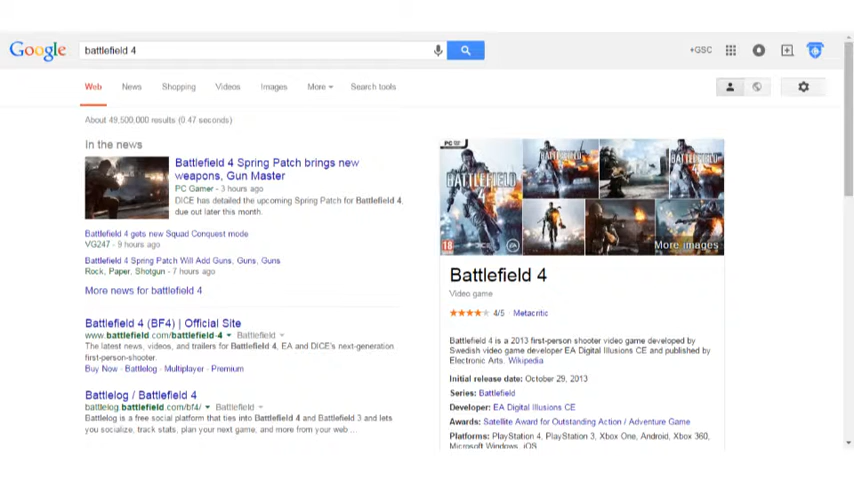 Google battlefield 4 +GSC
Web News Shopping Videos Images More Search tools
About 49,500,000 results (0.47 seconds)
In the news
Battlefield 4 Spring Patch brings new
weapons, Gun Master
PC Gamer - 3 hours ago
DICE has detailed the upcoming Spring Patch for Battlefield 4,
due out later this month.
Battlefield 4 gets new Squad Conquest mode
VG247 - 9 hours ago
Battlefield 4 Spring Patch Will Add Guns, Guns, Guns
Rock, Paper, Shotgun - 7 hours ago
More news for battlefield 4
Battlefield 4 (BF4) | Official Site
www.battlefield.com/battlefield-4 Battlefield
The latest news, videos, and trailers for Battlefield 4, EA and DICE's next-generation
first-person-shooter.
Buy Now - Battlelog - Multiplayer - Premium
Battlelog / Battlefield 4
battlelog.battlefield.com/bf4/ Battlefield
Battlelog is a free social platform that ties into Battlefield 4 and Battlefield 3 and lets
you socialize, track stats, plan your next game, and more from your web ...
PC DVD
BATTLEFIELD
4
18
DICE
EA
More images
Battlefield 4
Video game
4/5 - Metacritic
Battlefield 4 is a 2013 first-person shooter video game developed by
Swedish video game developer EA Digital Illusions CE and published by
Electronic Arts. Wikipedia
Initial release date: October 29, 2013
Series: Battlefield
Developer: EA Digital Illusions CE
Awards: Satellite Award for Outstanding Action / Adventure Game
Platforms: PlayStation 4, PlayStation 3, Xbox One, Android, Xbox 360,
Microsoft Windows, iOS